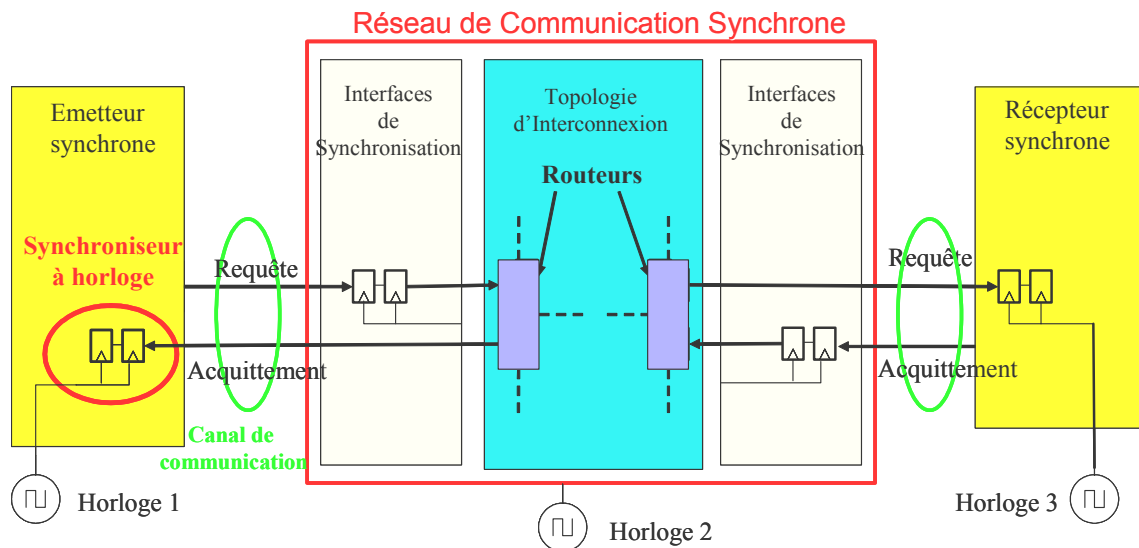 Réseau de Communication Synchrone
Emetteur
synchrone
Interfaces
de
Synchronisation
Topologie
d'Interconnexion
Interfaces
de
Synchronisation
Récepteur
synchrone
Routeurs
Synchroniseur
à horloge
Requête
Requête
Acquittement
Acquittement
Canal de
communication
Horloge 1
Horloge 2
Horloge 3